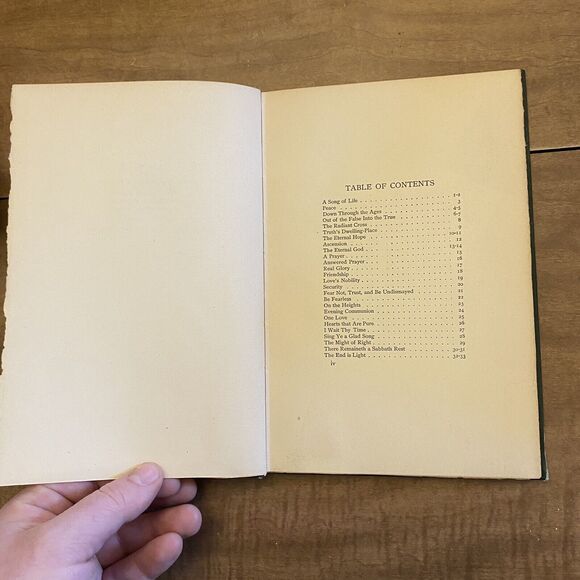 TABLE OF CONTENTS
A Song of Life . . . . . . . . . . . . . . . 1-2
Peace . . . . . . . . . . . . . . . . . . . 3
Down Through the Ages . . . . . . . . . . . 4-5
Out of the False Into the True . . . . . . . . 6-7
The Radiant Cross . . . . . . . . . . . . . 8
Truth's Dwelling-Place . . . . . . . . . . . 9
The Eternal Hope . . . . . . . . . . . . . 10-11
Ascension . . . . . . . . . . . . . . . . . 12
The Eternal God . . . . . . . . . . . . . . 13-14
A Prayer . . . . . . . . . . . . . . . . . 15
Answered Prayer . . . . . . . . . . . . . . 16
Real Glory . . . . . . . . . . . . . . . . 17
Friendship . . . . . . . . . . . . . . . . 18
Love's Nobility . . . . . . . . . . . . . . 19
Security . . . . . . . . . . . . . . . . . 20
Fear Not, Trust, and Be Undismayed . . . . . 21
Be Fearless . . . . . . . . . . . . . . . . 22
On the Heights . . . . . . . . . . . . . . 23
Evening Communion . . . . . . . . . . . . . 24
One Love . . . . . . . . . . . . . . . . . 25
Hearts that Are Pure . . . . . . . . . . . . 26
I Wait Thy Time . . . . . . . . . . . . . . 27
Sing Ye a Glad Song . . . . . . . . . . . . 28
The Might of Right . . . . . . . . . . . . . 29
There Remaineth a Sabbath Rest . . . . . . . 30-31
The End is Light . . . . . . . . . . . . . . 32-33
iv